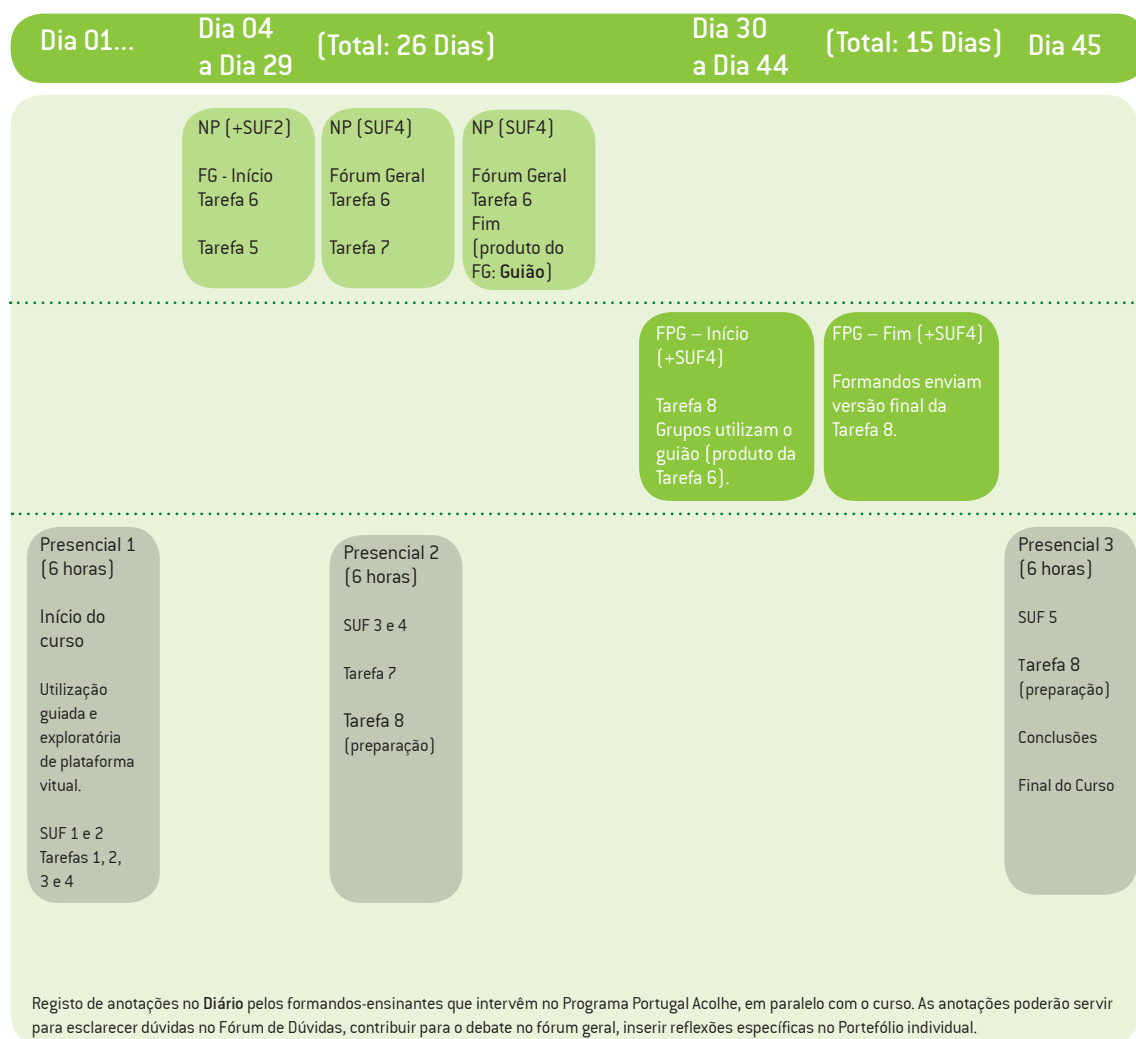 Dia 01...
Dia 04
a Dia 29
(Total: 26 Dias)
Dia 30
a Dia 44
(Total: 15 Dias)
Dia 45
NP (+SUF2)
FG - Início
Tarefa 6
Tarefa 5
NP (SUF4)
Fórum Geral
Tarefa 6
Tarefa 7
NP (SUF4)
Fórum Geral
Tarefa 6
Fim
(produto do
FG: Guião)
FPG – Início
(+SUF4)
Tarefa 8
Grupos utilizam o
guião (produto da
Tarefa 6).
FPG – Fim (+SUF4)
Formandos enviam
versão final da
Tarefa 8.
Presencial 1
(6 horas)
Início do
curso
Utilização
guiada e
exploratória
de plataforma
vitual.
SUF 1 e 2
Tarefas 1, 2,
3 e 4
Presencial 2
(6 horas)
SUF 3 e 4
Tarefa 7
Tarefa 8
(preparação)
Presencial 3
(6 horas)
SUF 5
Tarefa 8
(preparação)
Conclusões
Final do Curso
Registo de anotações no Diário pelos formandos-ensinantes que intervêm no Programa Portugal Acolhe, em paralelo com o curso. As anotações poderão servir
para esclarecer dúvidas no Fórum de Dúvidas, contribuir para o debate no fórum geral, inserir reflexões específicas no Portefólio individual.